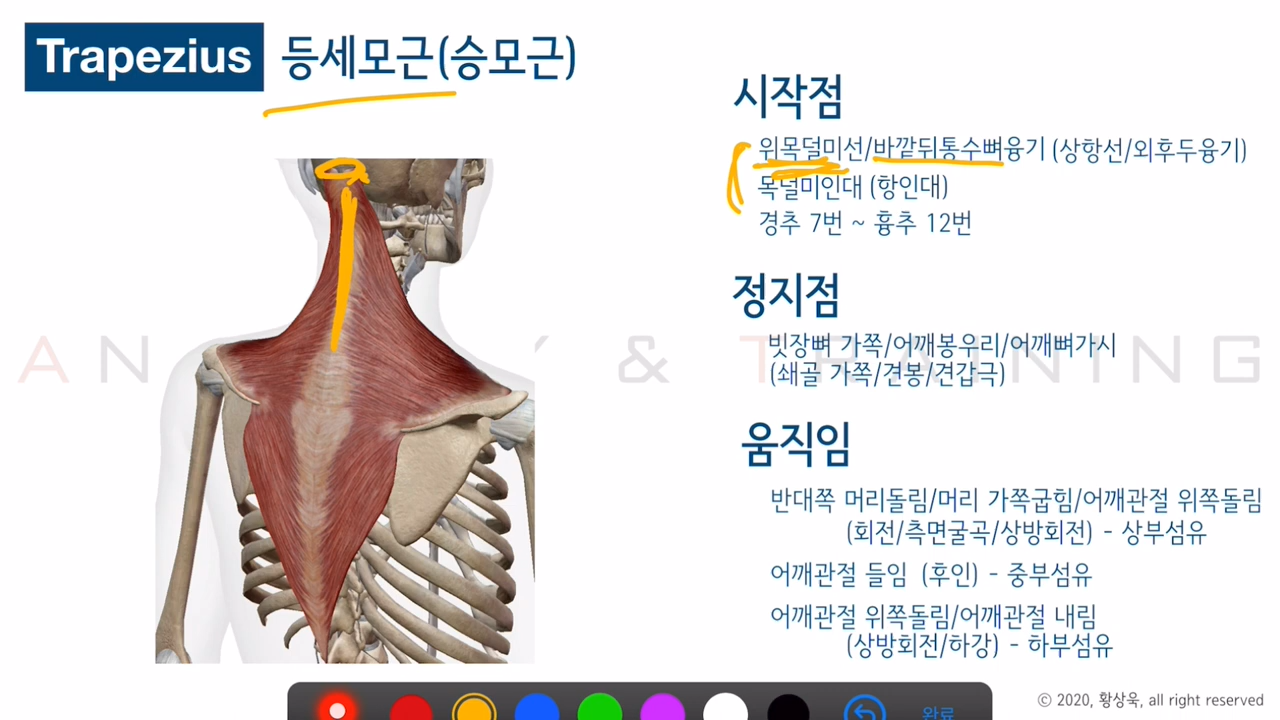 Trapezius 등세모근(승모근)
시작점
위목덜미선/바깥뒤통수뼈융기 (상항선/외후두융기)
목덜미인대 (항인대)
경추 7번 ~ 흉추 12번
정지점
빗장뼈 가쪽/어깨봉우리/어깨뼈가시
(쇄골 가쪽/견봉/견갑극)
AN Y & TRAINING
움직임
반대쪽 머리돌림/머리 가쪽굽힘/어깨관절 위쪽돌림
(회전/측면굴곡/상방회전) - 상부섬유
어깨관절 들임 (후인) - 중부섬유
어깨관절 위쪽돌림/어깨관절 내림
(상방회전/하강) - 하부섬유
© 2020, 황상욱, all right reserved
완료